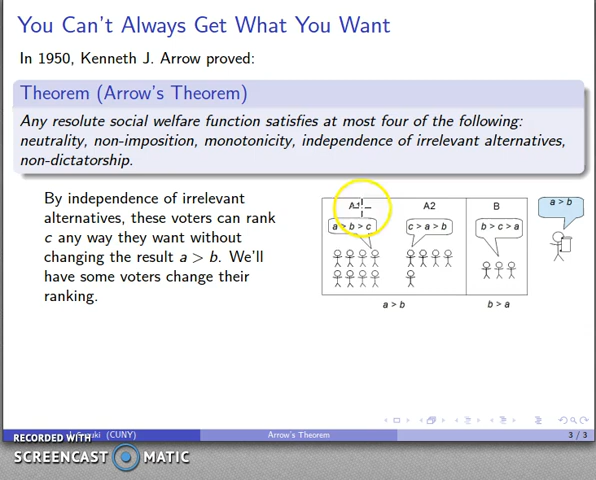 You Can't Always Get What You Want
In 1950, Kenneth J. Arrow proved:
Theorem (Arrow's Theorem)
Any resolute social welfare function satisfies at most four of the following:
neutrality, non-imposition, monotonicity, independence of irrelevant alternatives,
non-dictatorship.
By independence of irrelevant
alternatives, these voters can rank
c any way they want without
changing the result a > b. We'll
have some voters change their
ranking.
A1
A2
B
a > b
a > b > c
c > a > b
b > c > a
a > b
b > a
(CUNY)
Arrow's Theorem
3 / 3
RECORDED WITH
SCREENCAST MATIC